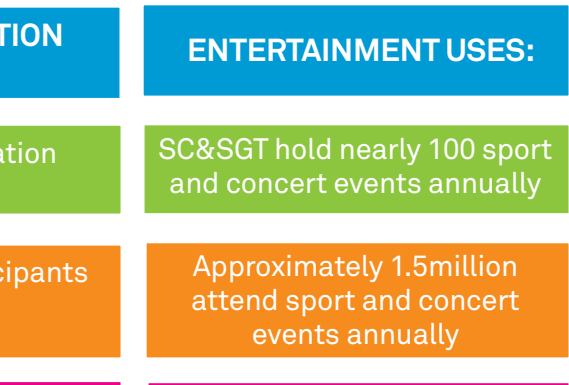 TION
ENTERTAINMENT USES:
ation
SC&SGT hold nearly 100 sport
and concert events annually
cipants
Approximately 1.5million
attend sport and concert
events annually